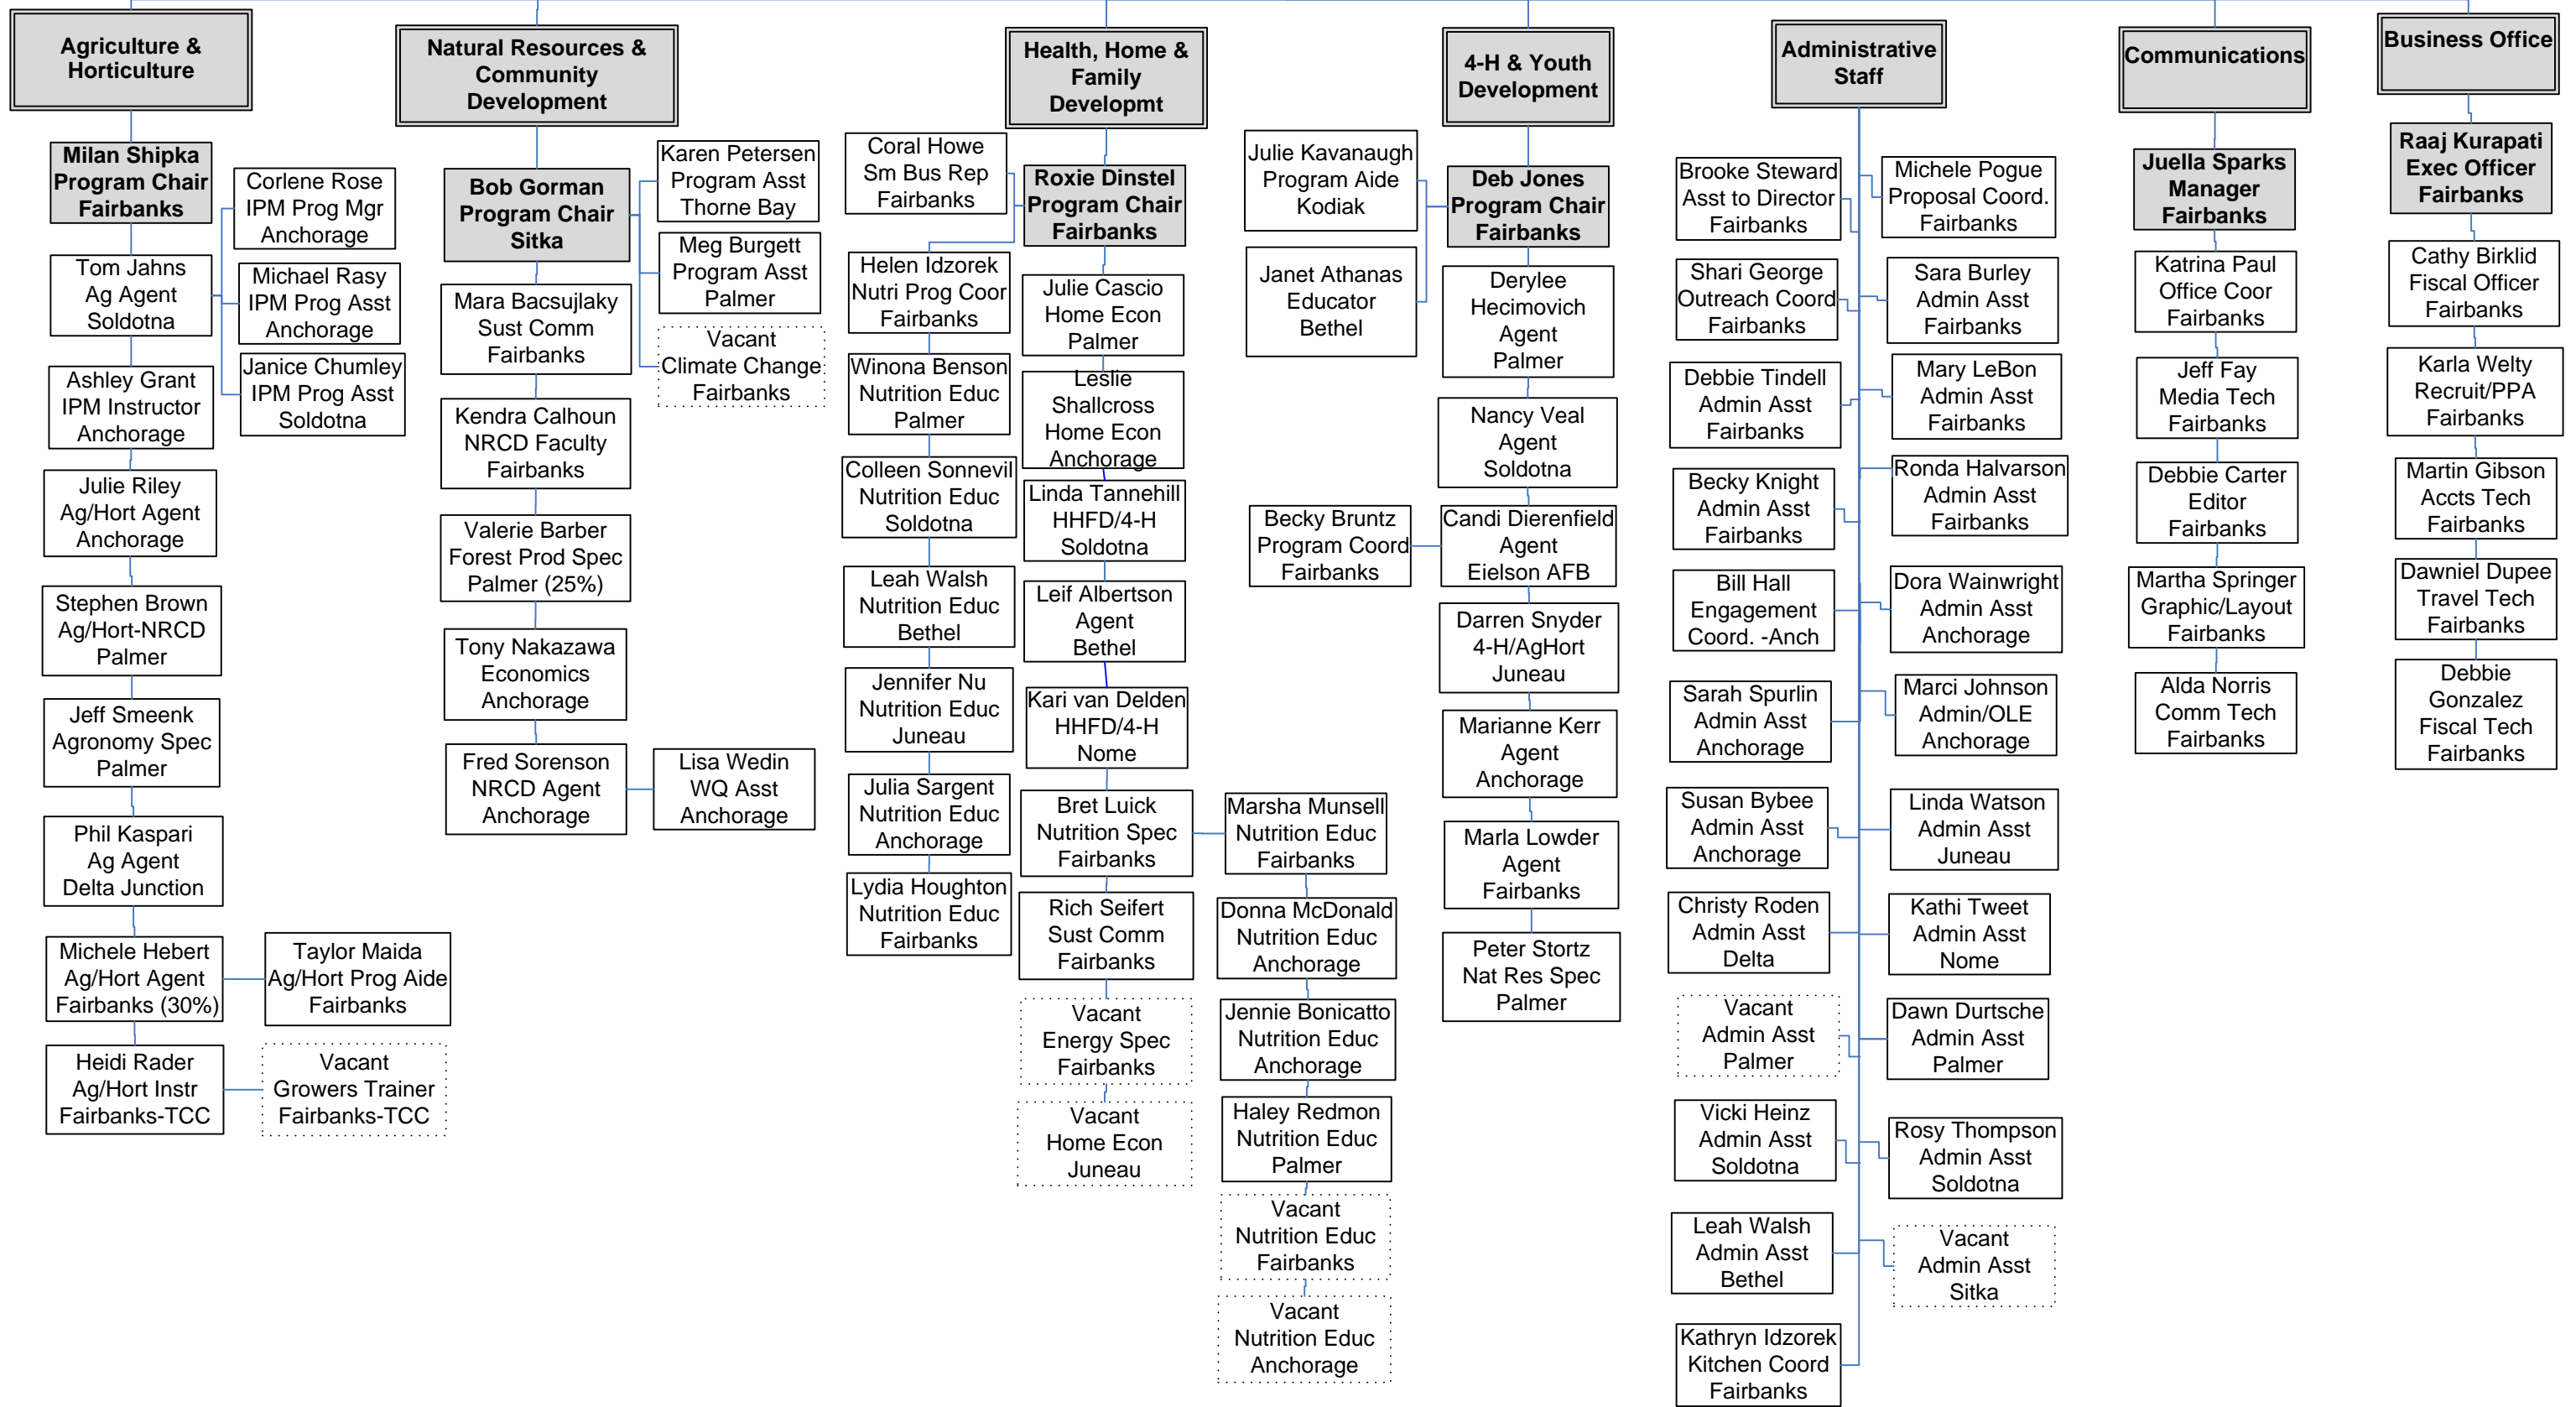 Agriculture &
Horticulture
Milan Shipka
Program Chair
Fairbanks
Corlene Rose
IPM Prog Mgr
Anchorage
Tom Jahns
Ag Agent
Soldotna
Michael Rasy
IPM Prog Asst
Anchorage
Janice Chumley
IPM Prog Asst
Soldotna
Ashley Grant
IPM Instructor
Anchorage
Julie Riley
Ag/Hort Agent
Anchorage
Stephen Brown
Ag/Hort-NRCD
Palmer
Jeff Smeenk
Agronomy Spec
Palmer
Phil Kaspari
Ag Agent
Delta Junction
Michele Hebert
Ag/Hort Agent
Fairbanks (30%)
Taylor Maida
Ag/Hort Prog Aide
Fairbanks
Heidi Rader
Ag/Hort Instr
Fairbanks-TCC
Vacant
Growers Trainer
Fairbanks-TCC
Natural Resources &
Community
Development
Bob Gorman
Program Chair
Sitka
Karen Petersen
Program Asst
Thorne Bay
Meg Burgett
Program Asst
Palmer
Vacant
Climate Change
Fairbanks
Mara Bacsujlaky
Sust Comm
Fairbanks
Kendra Calhoun
NRCD Faculty
Fairbanks
Valerie Barber
Forest Prod Spec
Palmer (25%)
Tony Nakazawa
Economics
Anchorage
Fred Sorenson
NRCD Agent
Anchorage
Lisa Wedin
WQ Asst
Anchorage
Health, Home &
Family
Developmt
Roxie Dinstel
Program Chair
Fairbanks
Coral Howe
Sm Bus Rep
Fairbanks
Helen Idzorek
Nutri Prog Coor
Fairbanks
Winona Benson
Nutrition Educ
Palmer
Colleen Sonnevil
Nutrition Educ
Soldotna
Leah Walsh
Nutrition Educ
Bethel
Jennifer Nu
Nutrition Educ
Juneau
Julia Sargent
Nutrition Educ
Anchorage
Lydia Houghton
Nutrition Educ
Fairbanks
Julie Cascio
Home Econ
Palmer
Leslie
Shallcross
Home Econ
Anchorage
Linda Tannehill
HHFD/4-H
Soldotna
Leif Albertson
Agent
Bethel
Kari van Delden
HHFD/4-H
Nome
Bret Luick
Nutrition Spec
Fairbanks
Rich Seifert
Sust Comm
Fairbanks
Vacant
Energy Spec
Fairbanks
Vacant
Home Econ
Juneau
Marsha Munsell
Nutrition Educ
Fairbanks
Donna McDonald
Nutrition Educ
Anchorage
Jennie Bonicatto
Nutrition Educ
Anchorage
Haley Redmon
Nutrition Educ
Palmer
Vacant
Nutrition Educ
Fairbanks
Vacant
Nutrition Educ
Anchorage
4-H & Youth
Development
Deb Jones
Program Chair
Fairbanks
Julie Kavanaugh
Program Aide
Kodiak
Janet Athanas
Educator
Bethel
Derylee
Hecimovich
Agent
Palmer
Nancy Veal
Agent
Soldotna
Becky Bruntz
Program Coord
Fairbanks
Candi Dierenfield
Agent
Eielson AFB
Darren Snyder
4-H/AgHort
Juneau
Marianne Kerr
Agent
Anchorage
Marla Lowder
Agent
Fairbanks
Peter Stortz
Nat Res Spec
Palmer
Administrative
Staff
Brooke Steward
Asst to Director
Fairbanks
Michele Pogue
Proposal Coord.
Fairbanks
Shari George
Outreach Coord
Fairbanks
Sara Burley
Admin Asst
Fairbanks
Debbie Tindell
Admin Asst
Fairbanks
Mary LeBon
Admin Asst
Fairbanks
Becky Knight
Admin Asst
Fairbanks
Ronda Halvarson
Admin Asst
Fairbanks
Bill Hall
Engagement
Coord. -Anch
Dora Wainwright
Admin Asst
Anchorage
Sarah Spurlin
Admin Asst
Anchorage
Marci Johnson
Admin/OLE
Anchorage
Susan Bybee
Admin Asst
Anchorage
Linda Watson
Admin Asst
Juneau
Christy Roden
Admin Asst
Delta
Kathi Tweet
Admin Asst
Nome
Vacant
Admin Asst
Palmer
Dawn Durtsche
Admin Asst
Palmer
Vicki Heinz
Admin Asst
Soldotna
Rosy Thompson
Admin Asst
Soldotna
Leah Walsh
Admin Asst
Bethel
Vacant
Admin Asst
Sitka
Kathryn Idzorek
Kitchen Coord
Fairbanks
Communications
Juella Sparks
Manager
Fairbanks
Katrina Paul
Office Coor
Fairbanks
Jeff Fay
Media Tech
Fairbanks
Debbie Carter
Editor
Fairbanks
Martha Springer
Graphic/Layout
Fairbanks
Alda Norris
Comm Tech
Fairbanks
Business Office
Raaj Kurapati
Exec Officer
Fairbanks
Cathy Birklid
Fiscal Officer
Fairbanks
Karla Welty
Recruit/PPA
Fairbanks
Martin Gibson
Accts Tech
Fairbanks
Dawniel Dupee
Travel Tech
Fairbanks
Debbie
Gonzalez
Fiscal Tech
Fairbanks